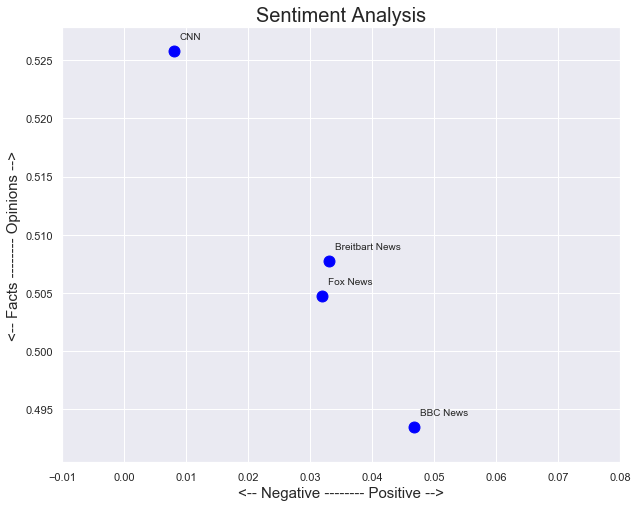 Sentiment Analysis
CNN
Breitbart News
Fox News
BBC News
0.525
0.520
0.515
0.510
0.505
0.500
0.495
<-- Facts -------- Opinions -->
−0.01 0.00 0.01 0.02 0.03 0.04 0.05 0.06 0.07 0.08
<-- Negative -------- Positive -->